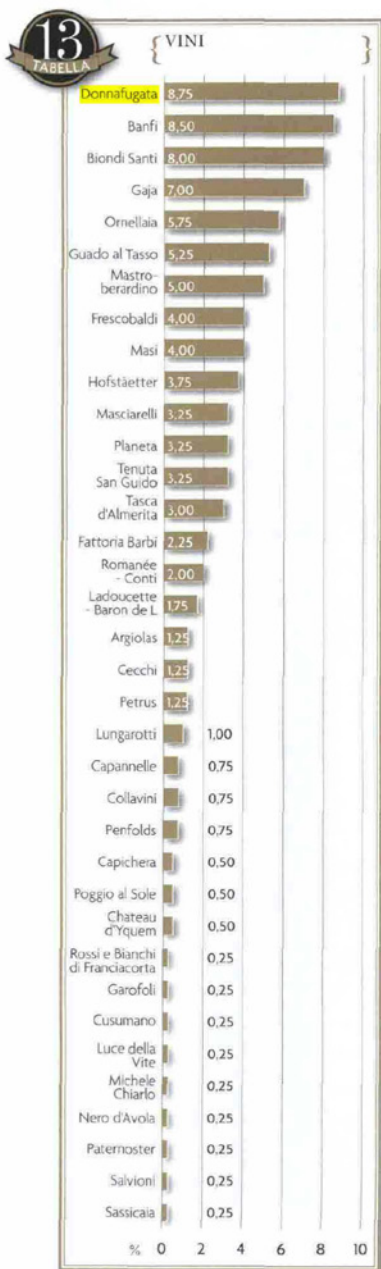 13
TABELLA
{ VINI }
Donnafugata 8,75
Banfi 8,50
Biondi Santi 8,00
Gaja 7,00
Ornellaia 5,75
Guado al Tasso 5,25
Mastro-
berardino 5,00
Frescobaldi 4,00
Masi 4,00
Hofstäetter 3,75
Masciarelli 3,25
Planeta 3,25
Tenuta
San Guido 3,25
Tasca
d'Almerita 3,00
Fattoria Barbi 2,25
Romanée
- Conti 2,00
Ladoucette
- Baron de L 1,75
Argiolas 1,25
Cecchi 1,25
Petrus 1,25
Lungarotti 1,00
Capannelle 0,75
Collavini 0,75
Penfolds 0,75
Capichera 0,50
Poggio al Sole 0,50
Chateau
d'Yquem 0,50
Rossi e Bianchi
di Franciacorta 0,25
Garofoli 0,25
Cusumano 0,25
Luce della
Vite 0,25
Michele
Chiarlo 0,25
Nero d'Avola 0,25
Paternoster 0,25
Salvioni 0,25
Sassicaia 0,25
% 0 2 4 6 8 10